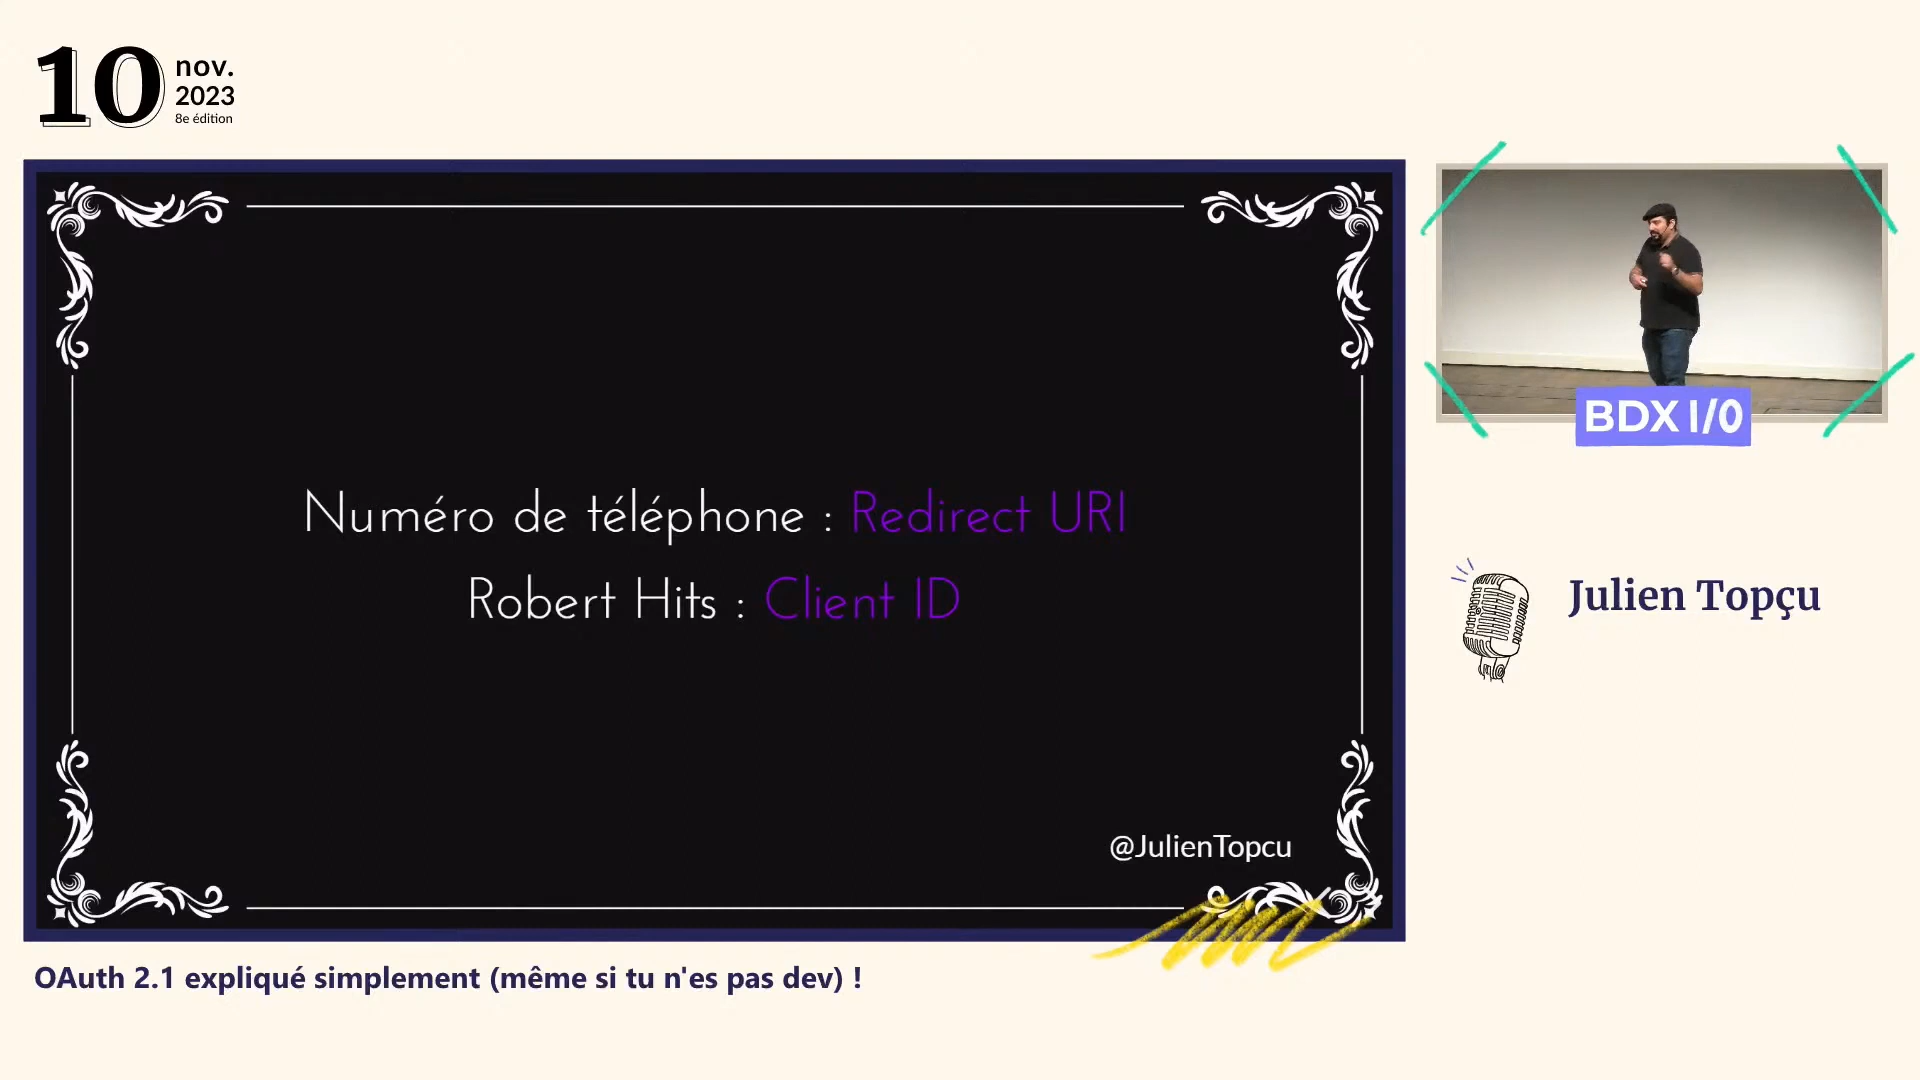 10
nov.
2023
8e édition
Numéro de téléphone : Redirect URI
Robert Hits : Client ID
@JulienTopcu
BDX I/O
Julien Topçu
OAuth 2.1 expliqué simplement (même si tu n'es pas dev) !